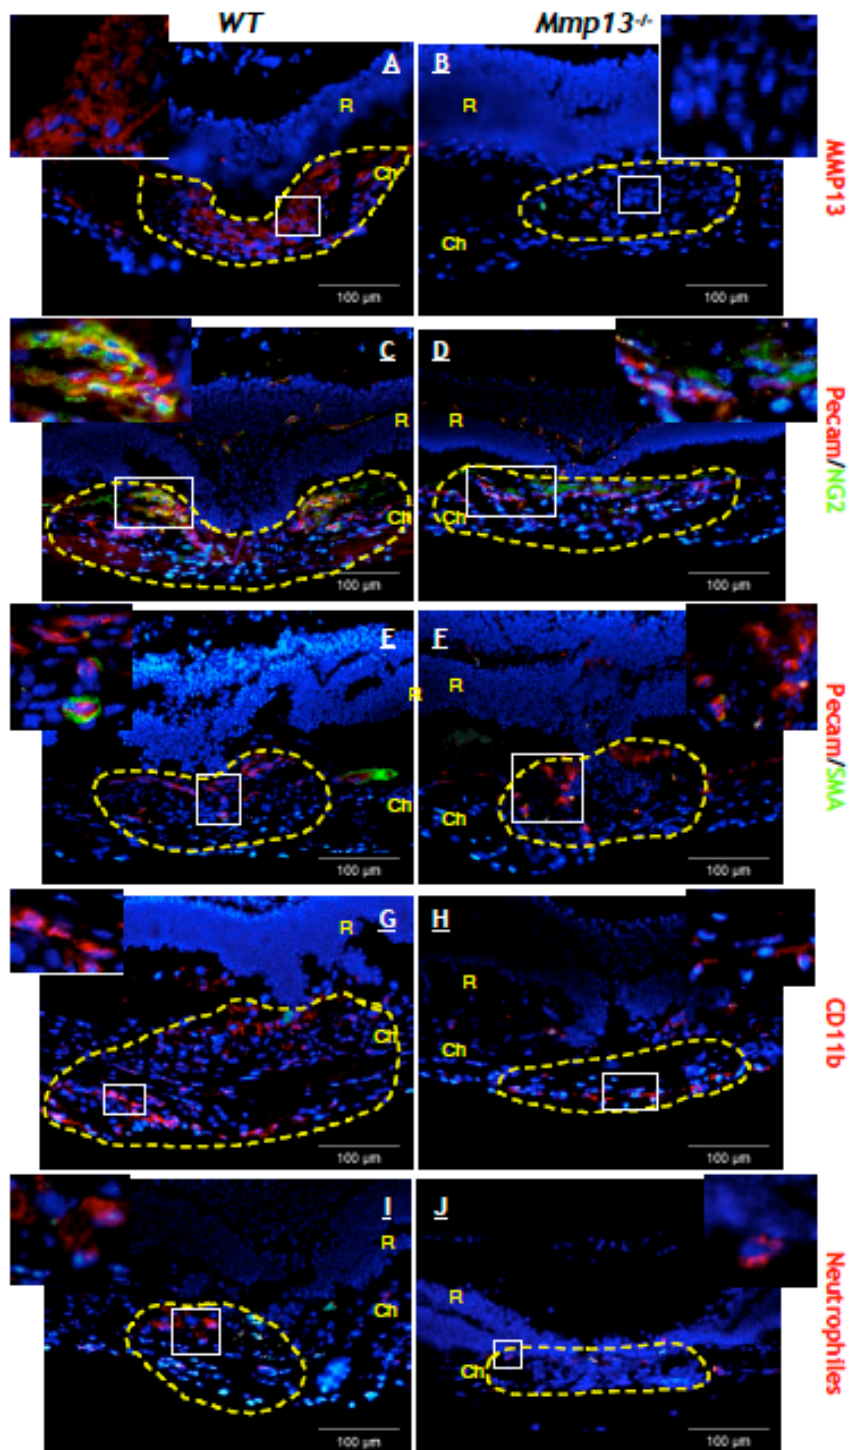 WT Mmp13-/-
A B
R R
Ch Ch
MMP13
100 µm 100 µm
C D
R R
Ch Ch
Pecam/NG2
100 µm 100 µm
E F
R R
Ch Ch
Pecam/SMA
100 µm 100 µm
G H
R R
Ch Ch
CD11b
100 µm 100 µm
I J
R R
Ch Ch
Neutrophiles
100 µm 100 µm